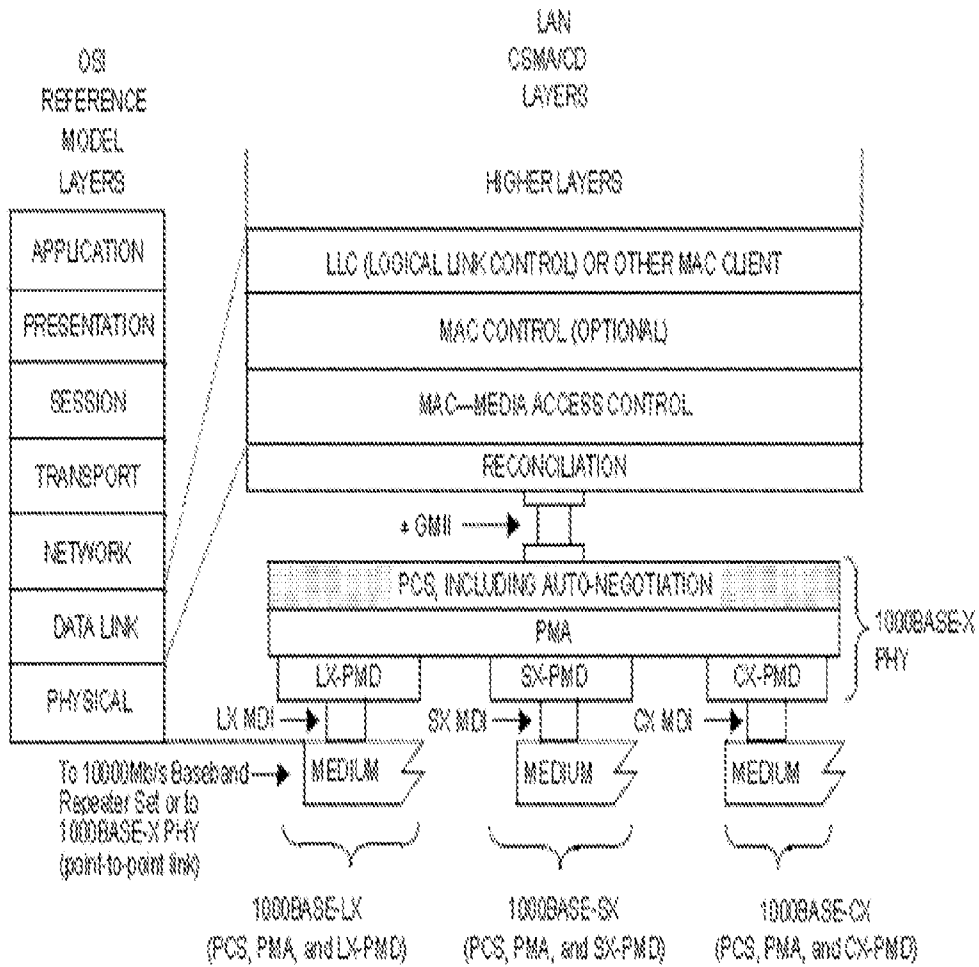 OSI
REFERENCE
MODEL
LAYERS
APPLICATION
PRESENTATION
SESSION
TRANSPORT
NETWORK
DATA LINK
PHYSICAL
LAN
CSMA/CD
LAYERS
HIGHER LAYERS
LLC (LOGICAL LINK CONTROL) OR OTHER MAC CLIENT
MAC CONTROL (OPTIONAL)
MAC—MEDIA ACCESS CONTROL
RECONCILIATION
* GMII
PCS, INCLUDING AUTO-NEGOTIATION
PMA
1000BASE-X
PHY
LX-PMD
SX-PMD
CX-PMD
LX MDI
SX MDI
CX MDI
MEDIUM
MEDIUM
MEDIUM
To 10000Mb/s Baseband
Repeater Set or to
1000BASE-X PHY
(point-to-point link)
1000BASE-LX
(PCS, PMA, and LX-PMD)
1000BASE-SX
(PCS, PMA, and SX-PMD)
1000BASE-CX
(PCS, PMA, and CX-PMD)